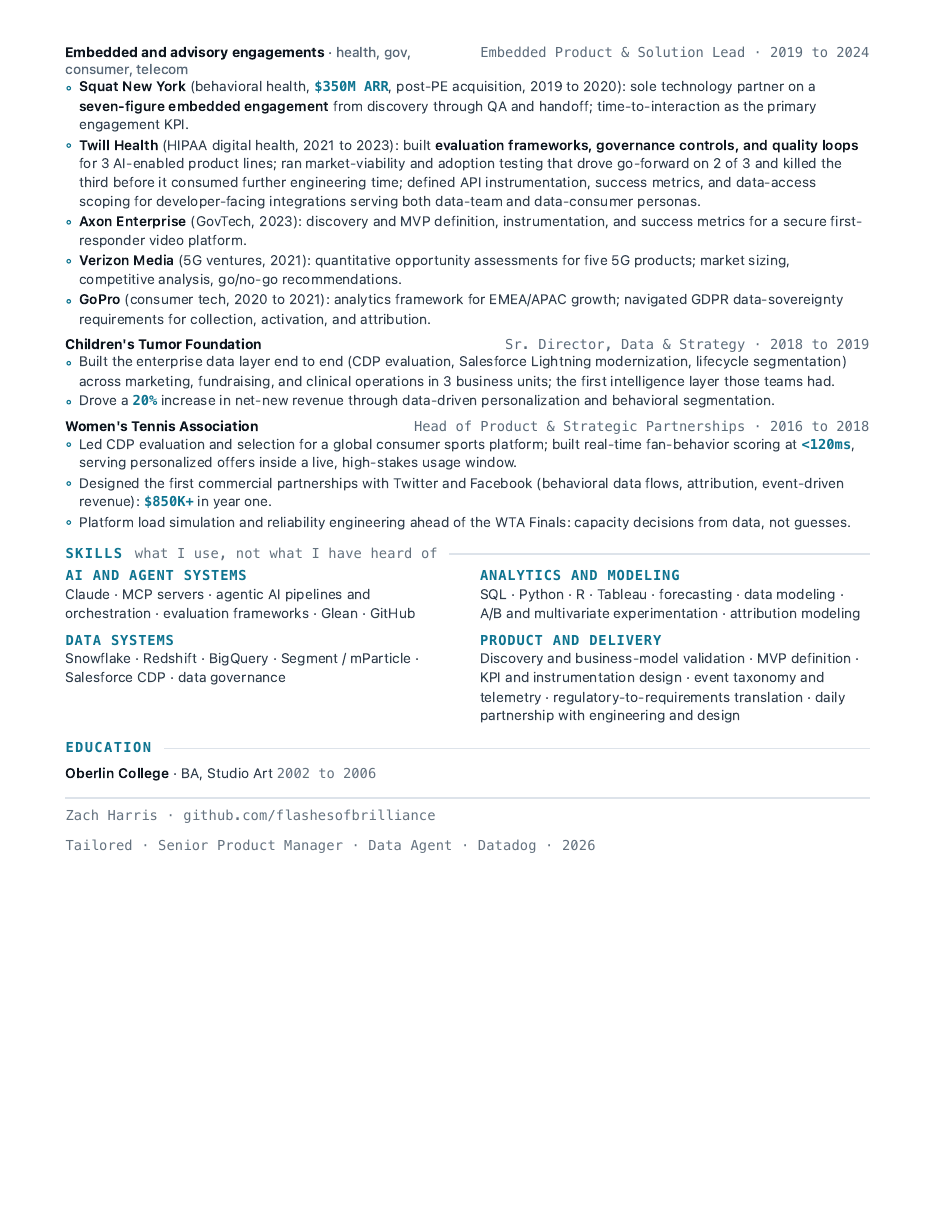 Embedded and advisory engagements · health, gov, Embedded Product & Solution Lead · 2019 to 2024
consumer, telecom
Squat New York (behavioral health, $350M ARR, post-PE acquisition, 2019 to 2020): sole technology partner on a
seven-figure embedded engagement from discovery through QA and handoff; time-to-interaction as the primary
engagement KPI.
Twill Health (HIPAA digital health, 2021 to 2023): built evaluation frameworks, governance controls, and quality loops
for 3 AI-enabled product lines; ran market-viability and adoption testing that drove go-forward on 2 of 3 and killed the
third before it consumed further engineering time; defined API instrumentation, success metrics, and data-access
scoping for developer-facing integrations serving both data-team and data-consumer personas.
Axon Enterprise (GovTech, 2023): discovery and MVP definition, instrumentation, and success metrics for a secure first-
responder video platform.
Verizon Media (5G ventures, 2021): quantitative opportunity assessments for five 5G products; market sizing,
competitive analysis, go/no-go recommendations.
GoPro (consumer tech, 2020 to 2021): analytics framework for EMEA/APAC growth; navigated GDPR data-sovereignty
requirements for collection, activation, and attribution.
Children's Tumor Foundation Sr. Director, Data & Strategy · 2018 to 2019
Built the enterprise data layer end to end (CDP evaluation, Salesforce Lightning modernization, lifecycle segmentation)
across marketing, fundraising, and clinical operations in 3 business units; the first intelligence layer those teams had.
Drove a 20% increase in net-new revenue through data-driven personalization and behavioral segmentation.
Women's Tennis Association Head of Product & Strategic Partnerships · 2016 to 2018
Led CDP evaluation and selection for a global consumer sports platform; built real-time fan-behavior scoring at <120ms,
serving personalized offers inside a live, high-stakes usage window.
Designed the first commercial partnerships with Twitter and Facebook (behavioral data flows, attribution, event-driven
revenue): $850K+ in year one.
Platform load simulation and reliability engineering ahead of the WTA Finals: capacity decisions from data, not guesses.
SKILLS what I use, not what I have heard of
AI AND AGENT SYSTEMS
Claude · MCP servers · agentic AI pipelines and
orchestration · evaluation frameworks · Glean · GitHub
ANALYTICS AND MODELING
SQL · Python · R · Tableau · forecasting · data modeling ·
A/B and multivariate experimentation · attribution modeling
DATA SYSTEMS
Snowflake · Redshift · BigQuery · Segment / mParticle ·
Salesforce CDP · data governance
PRODUCT AND DELIVERY
Discovery and business-model validation · MVP definition ·
KPI and instrumentation design · event taxonomy and
telemetry · regulatory-to-requirements translation · daily
partnership with engineering and design
EDUCATION
Oberlin College · BA, Studio Art 2002 to 2006
Zach Harris · github.com/flashesofbrilliance
Tailored · Senior Product Manager · Data Agent · Datadog · 2026